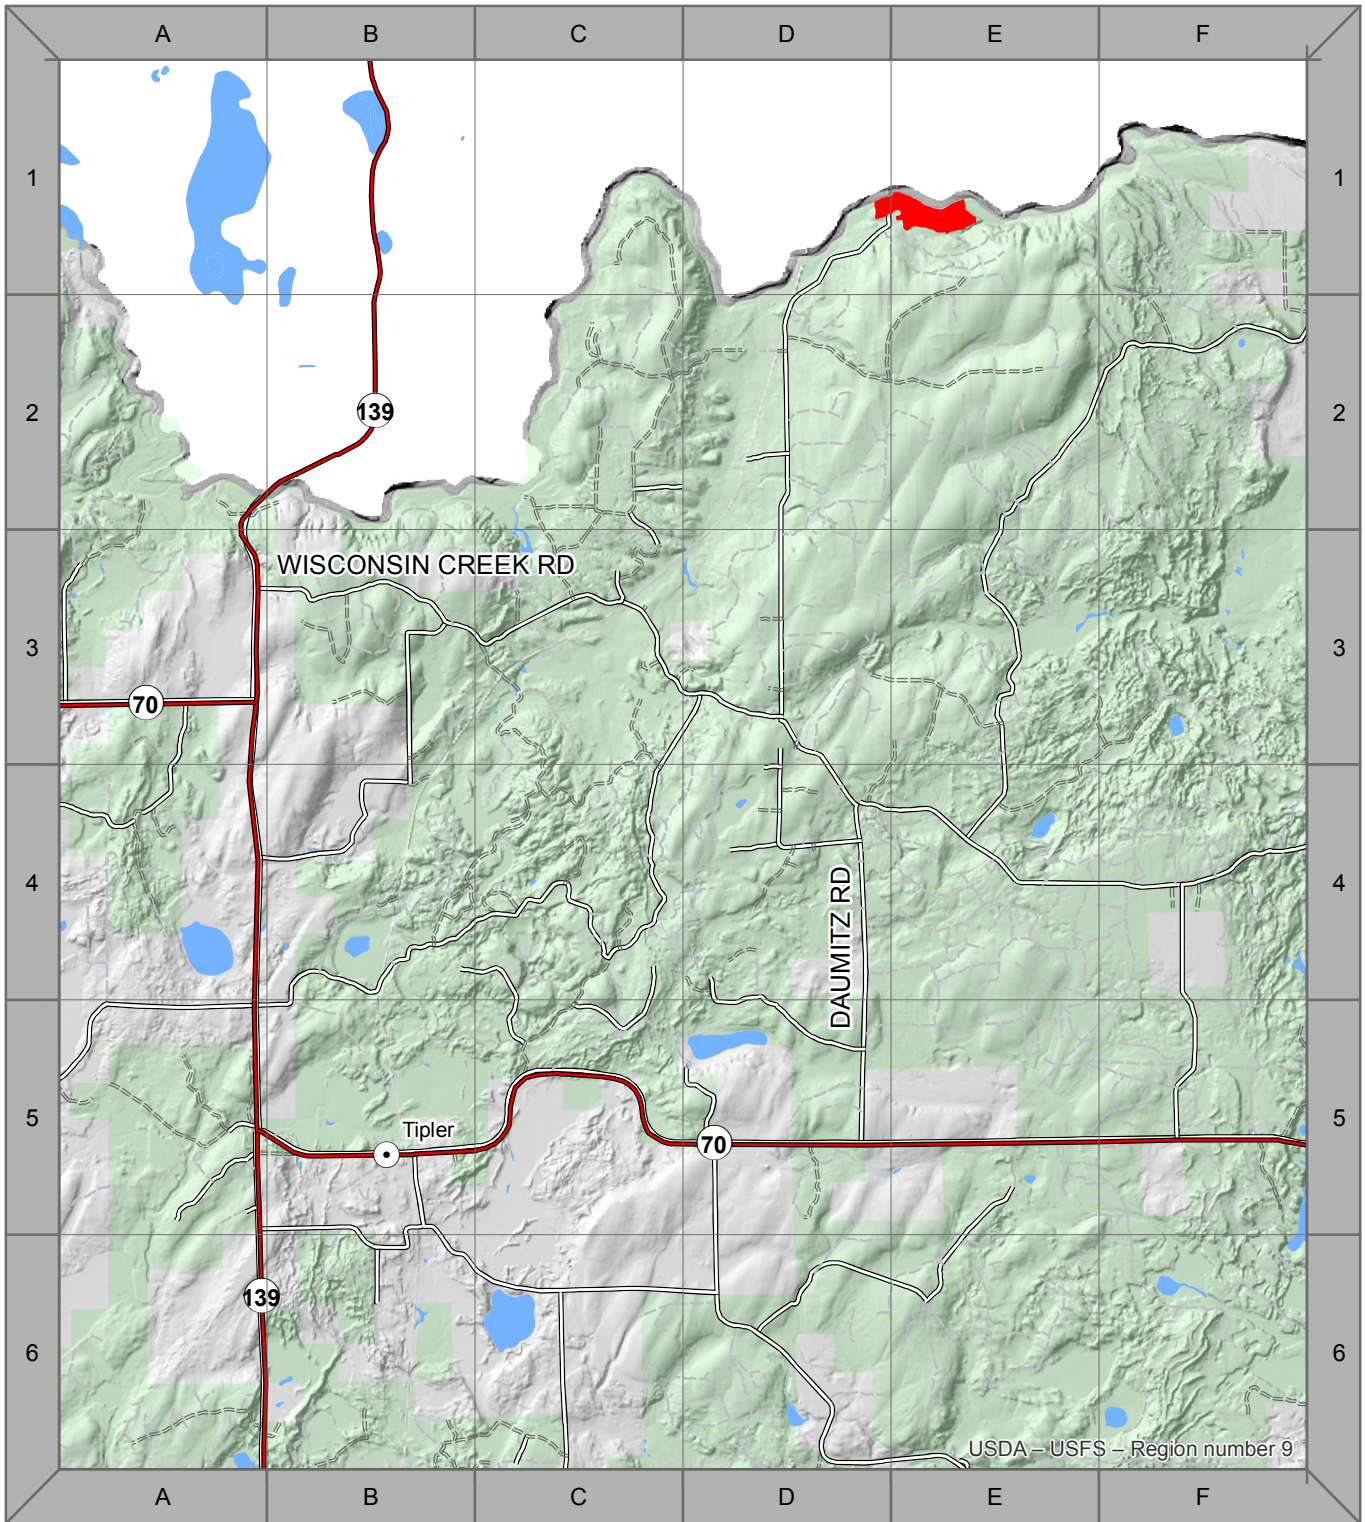 A B C D E F
1 1
139
2 2
WISCONSIN CREEK RD
3 3
70
DAUMITZ RD
4 4
5 5
Tipler
70
139
6 6
USDA – USFS – Region number 9
A B C D E F